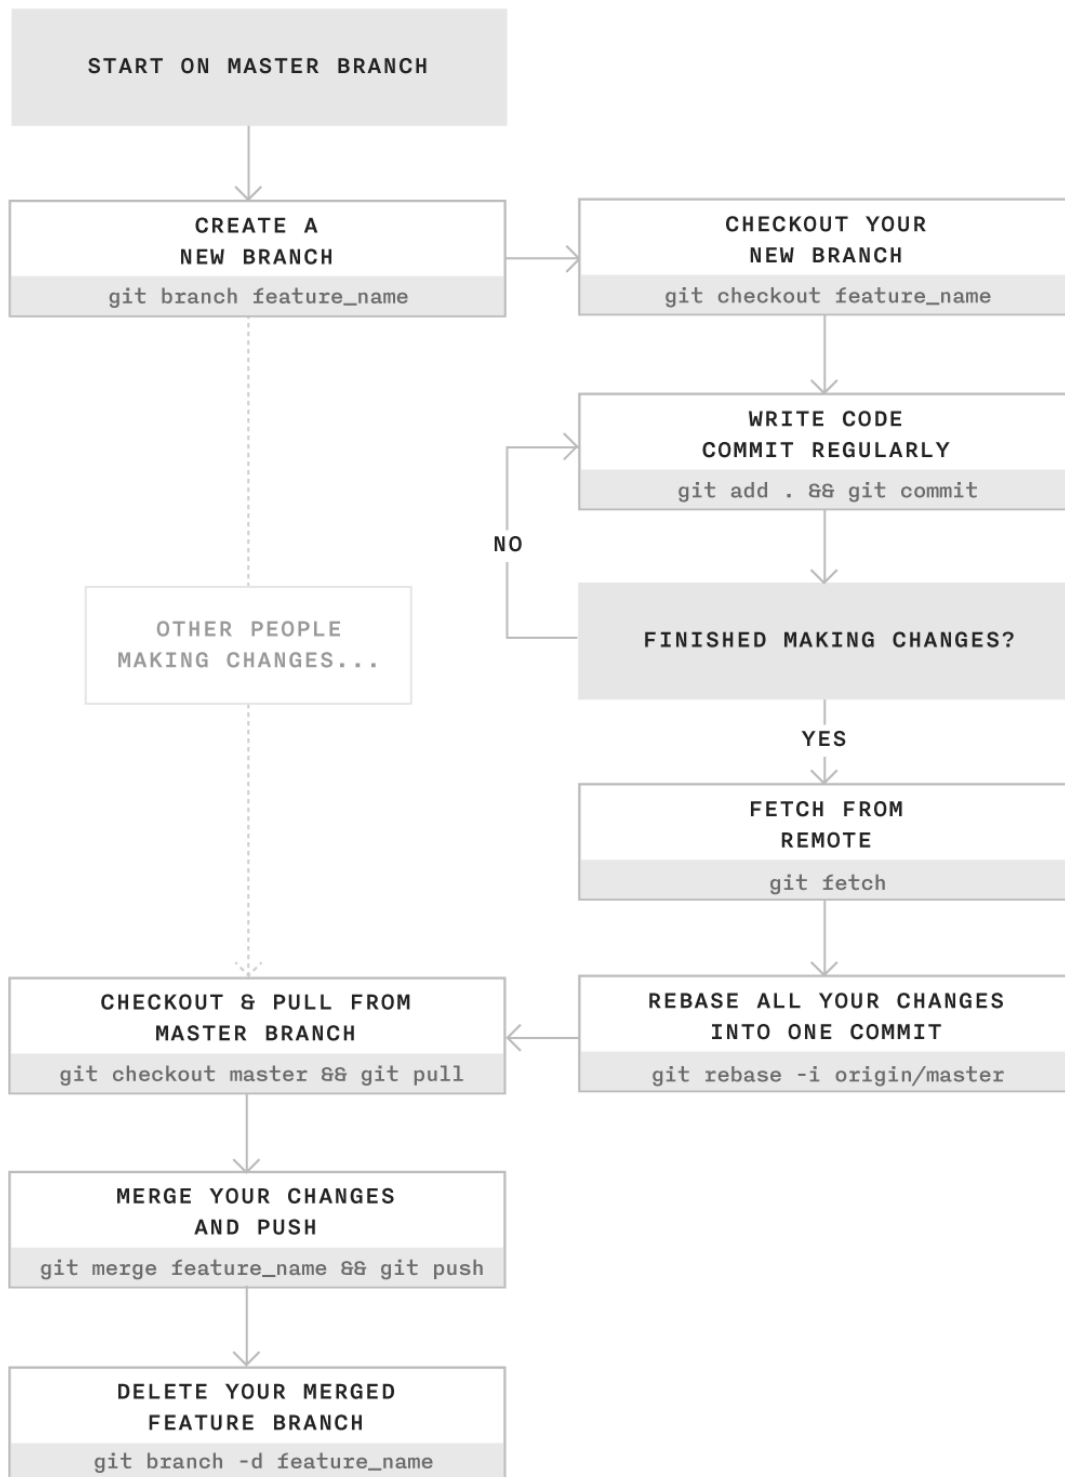 START ON MASTER BRANCH
CREATE A
NEW BRANCH
git branch feature_name
CHECKOUT YOUR
NEW BRANCH
git checkout feature_name
WRITE CODE
COMMIT REGULARLY
git add . && git commit
NO
OTHER PEOPLE
MAKING CHANGES...
FINISHED MAKING CHANGES?
YES
FETCH FROM
REMOTE
git fetch
REBASE ALL YOUR CHANGES
INTO ONE COMMIT
git rebase -i origin/master
CHECKOUT & PULL FROM
MASTER BRANCH
git checkout master && git pull
MERGE YOUR CHANGES
AND PUSH
git merge feature_name && git push
DELETE YOUR MERGED
FEATURE BRANCH
git branch -d feature_name